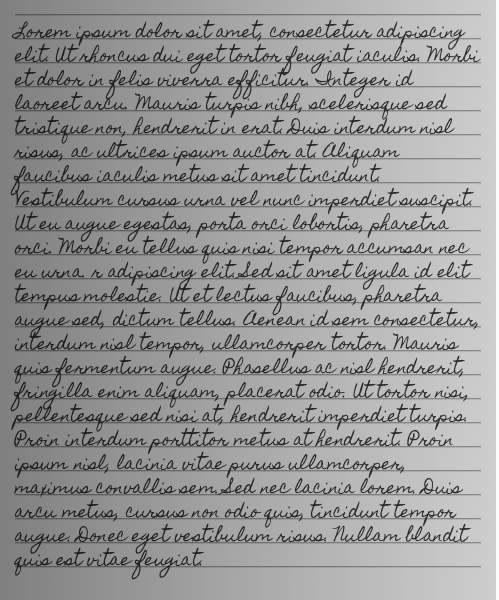 Lorem ipsum dolor sit amet, consectetur adipiscing
elit. Ut rhoncus dui eget tortor feugiat iaculis. Morbi
et dolor in felis viverra efficitur. Integer id
laoreet arcu. Mauris turpis nibh, scelerisque sed
tristique non, hendrerit in erat. Duis interdum nisl
risus, ac ultrices ipsum auctor at. Aliquam
faucibus iaculis metus sit amet tincidunt.
Vestibulum cursus urna vel nunc imperdiet suscipit.
Ut eu augue egestas, porta orci lobortis, pharetra
orci. Morbi eu tellus quis nisi tempor accumsan nec
eu urna. r adipiscing elit.Sed sit amet ligula id elit
tempus molestie. Ut et lectus faucibus, pharetra
augue sed, dictum tellus. Aenean id sem consectetur,
interdum nisl tempor, ullamcorper tortor. Mauris
quis fermentum augue. Phasellus ac nisl hendrerit,
fringilla enim aliquam, placerat odio. Ut tortor nisi,
pellentesque sed nisi at, hendrerit imperdiet turpis.
Proin interdum porttitor metus at hendrerit. Proin
ipsum nisl, lacinia vitae purus ullamcorper,
maximus convallis sem.Sed nec lacinia lorem. Duis
arcu metus, cursus non odio quis, tincidunt tempor
augue. Donec eget vestibulum risus. Nullam blandit
quis est vitae feugiat.